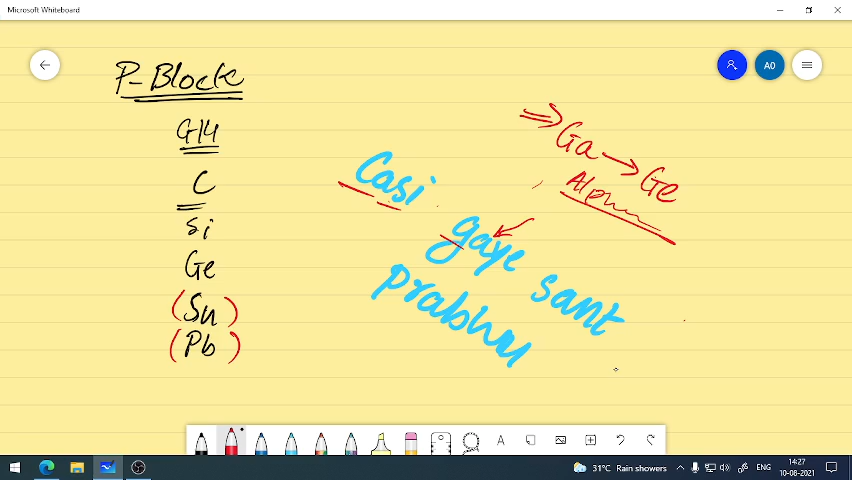 Microsoft Whiteboard
P-Block
G14
C
Si
Ge
(Sn)
(Pb)
Casi
gaye sant
prabhu
⇒ Ga → Ge
A0
A
31°C Rain showers
ENG
14:27
10-08-2021